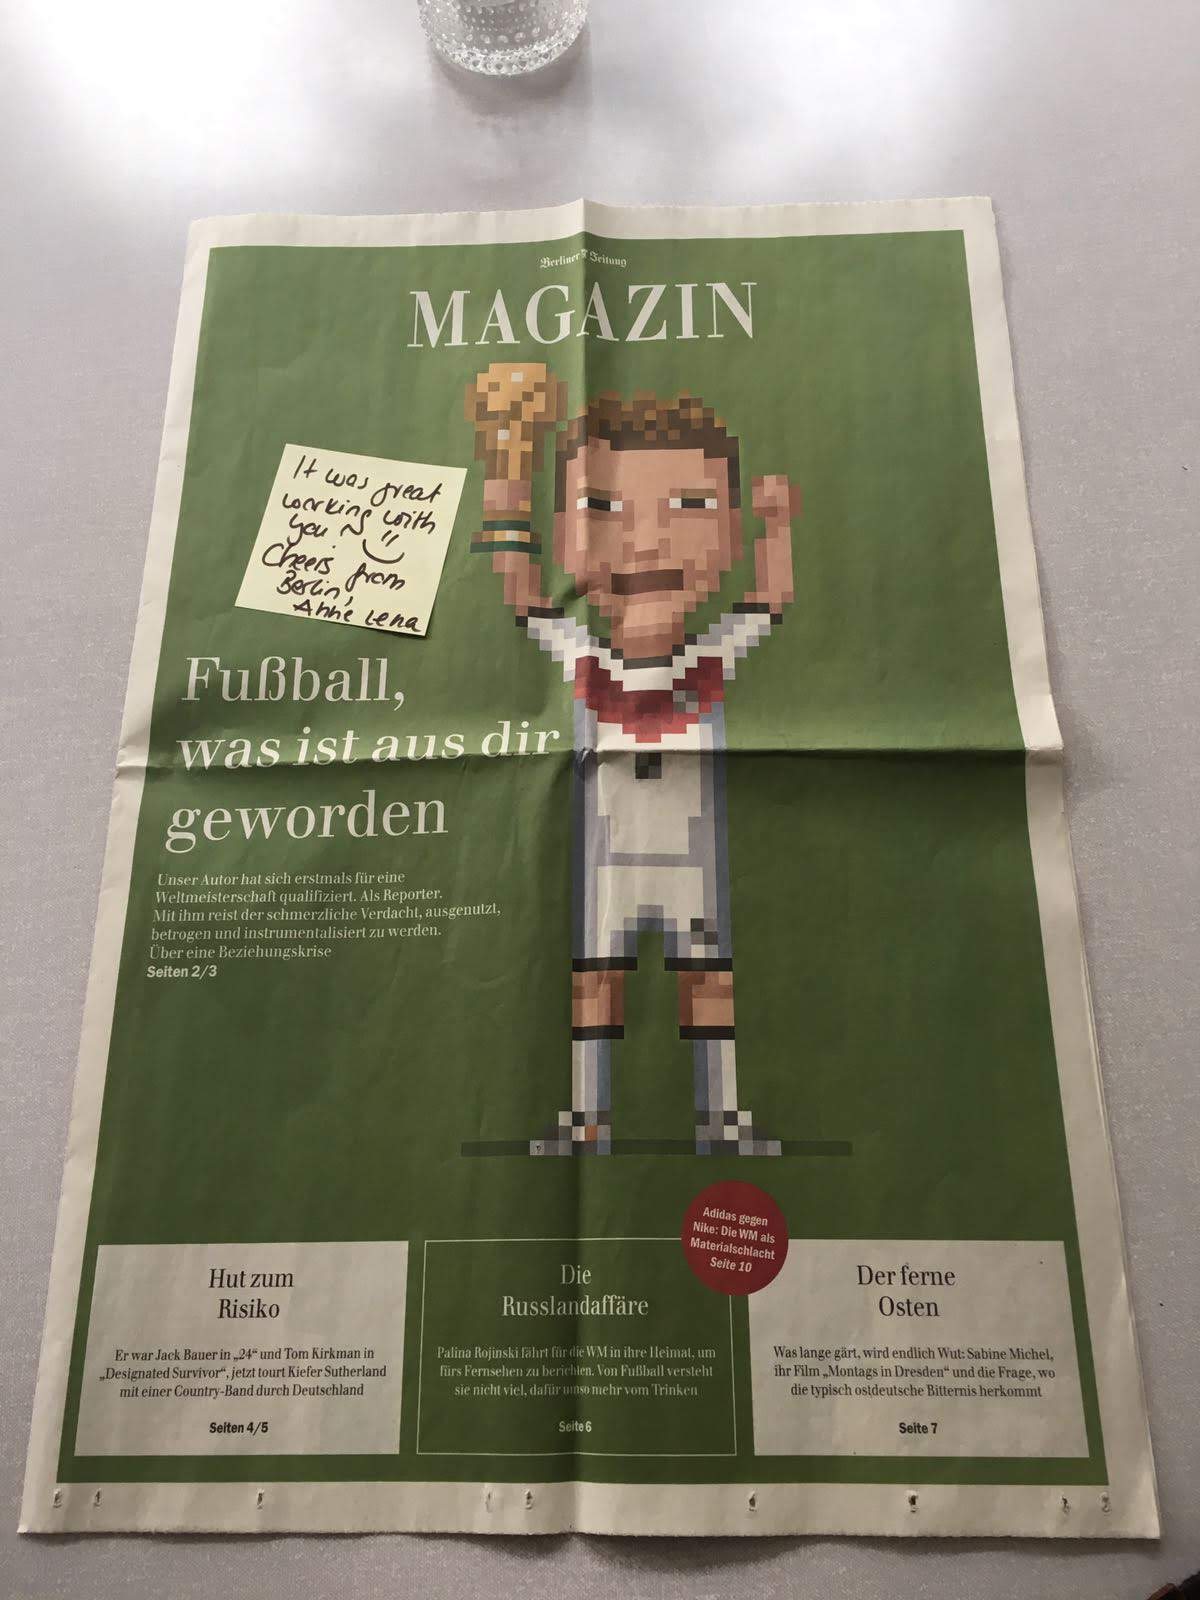 Berliner Zeitung
MAGAZIN
It was great
working with
you ~
Cheers from
Berlin,
Anne Lena
Fußball,
was ist aus dir
geworden
Unser Autor hat sich erstmals für eine
Weltmeisterschaft qualifiziert. Als Reporter.
Mit ihm reist der schmerzliche Verdacht, ausgenutzt,
betrogen und instrumentalisiert zu werden.
Über eine Beziehungskrise
Seiten 2/3
Adidas gegen
Nike: Die WM als
Materialschlacht
Seite 10
Hut zum
Risiko
Er war Jack Bauer in „24“ und Tom Kirkman in
„Designated Survivor“, jetzt tourt Kiefer Sutherland
mit einer Country-Band durch Deutschland
Seiten 4/5
Die
Russlandaffäre
Palina Rojinski fährt für die WM in ihre Heimat, um
fürs Fernsehen zu berichten. Von Fußball versteht
sie nicht viel, dafür umso mehr vom Trinken
Seite 6
Der ferne
Osten
Was lange gärt, wird endlich Wut: Sabine Michel,
ihr Film „Montags in Dresden“ und die Frage, wo
die typisch ostdeutsche Bitternis herkommt
Seite 7